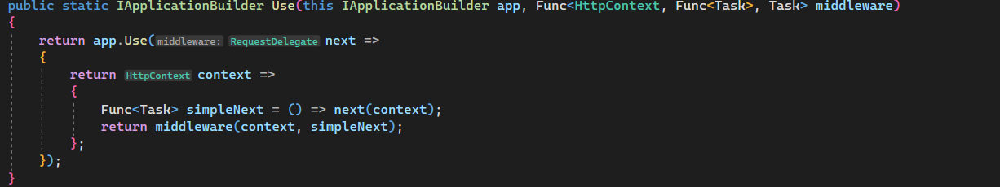 public static IApplicationBuilder Use(this IApplicationBuilder app, Func<HttpContext, Func<Task>, Task> middleware)
{
return app.Use(middleware: RequestDelegate next =>
{
return HttpContext context =>
{
Func<Task> simpleNext = () => next(context);
return middleware(context, simpleNext);
};
});
}